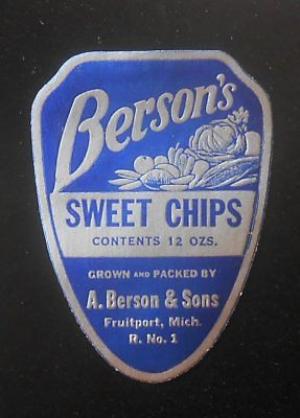 Berson's
SWEET CHIPS
CONTENTS 12 OZS.
GROWN AND PACKED BY
A. Berson & Sons
Fruitport, Mich.
R. No. 1